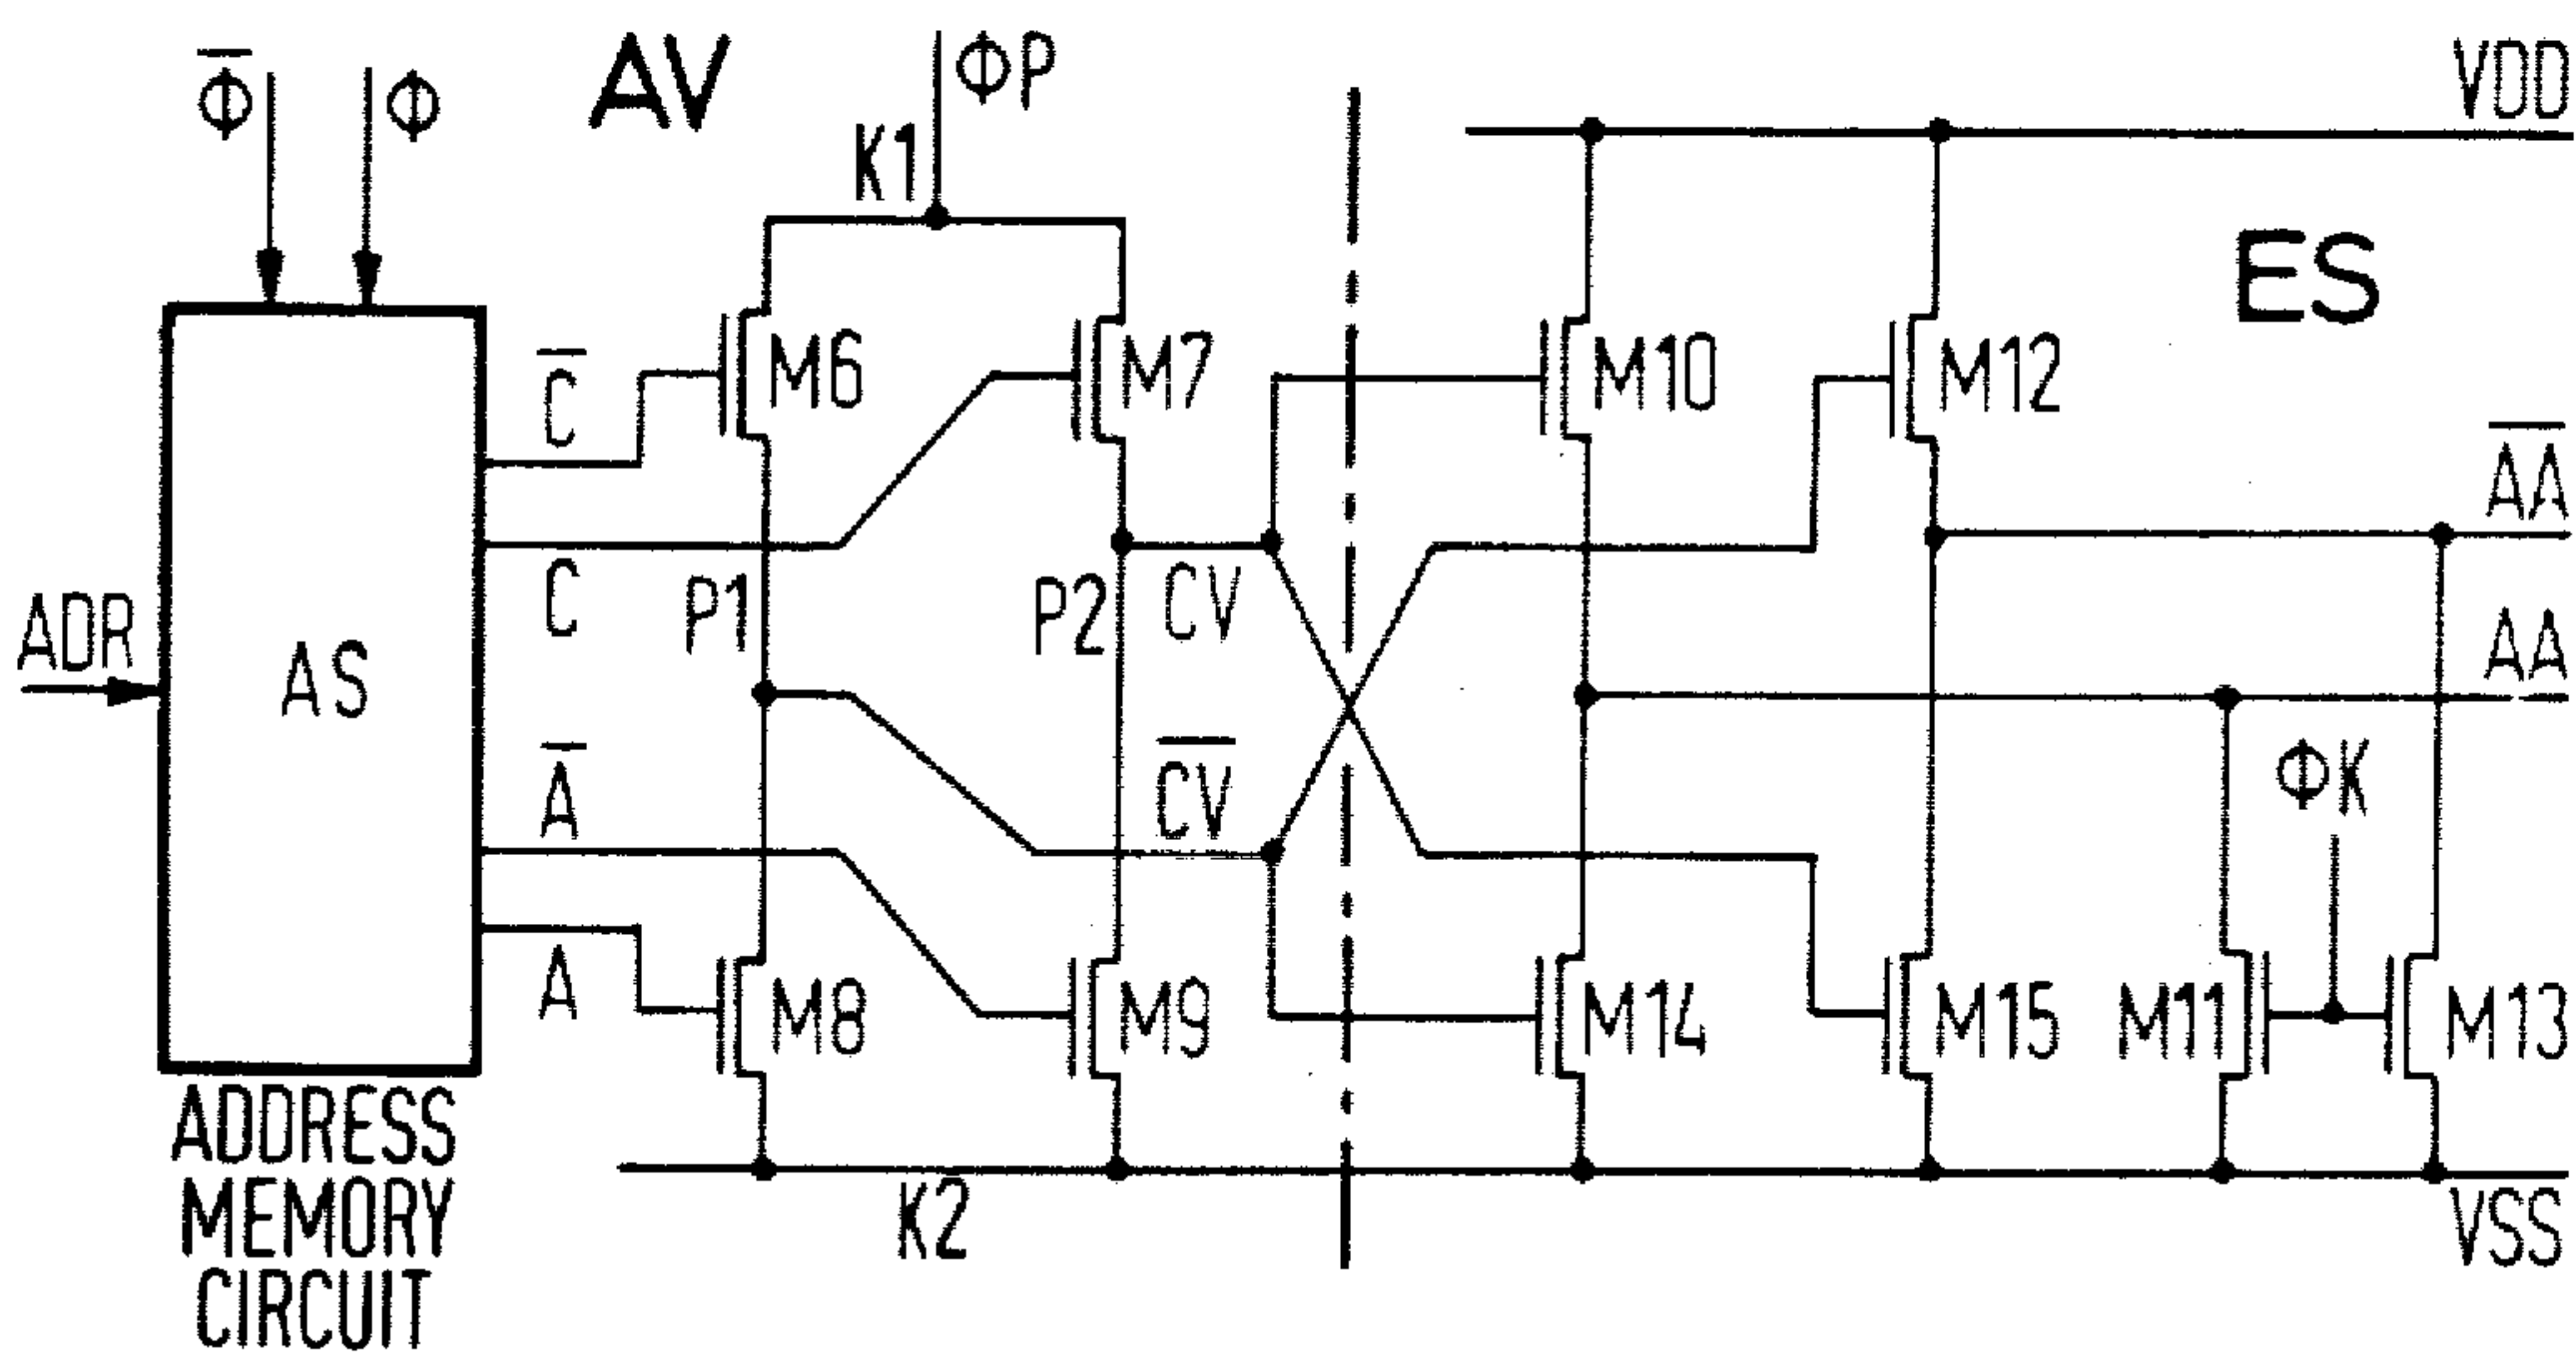 Φ̅
Φ
AV
ΦP
K1
VDD
ES
M6
M7
M10
M12
C̅
C
P1
P2
CV
A̅A̅
AA
ADR
AS
C̅V̅
ΦK
A̅
A
M8
M9
M14
M15
M11
M13
K2
VSS
ADDRESS
MEMORY
CIRCUIT